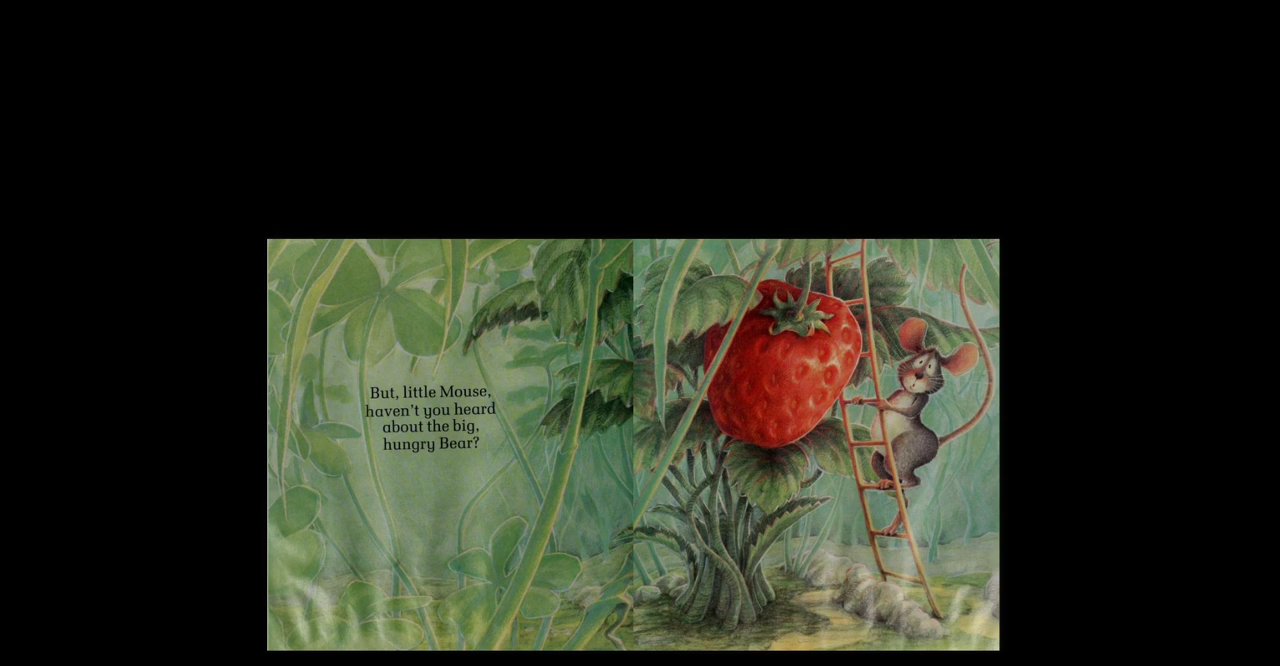 But, little Mouse,
haven't you heard
about the big,
hungry Bear?